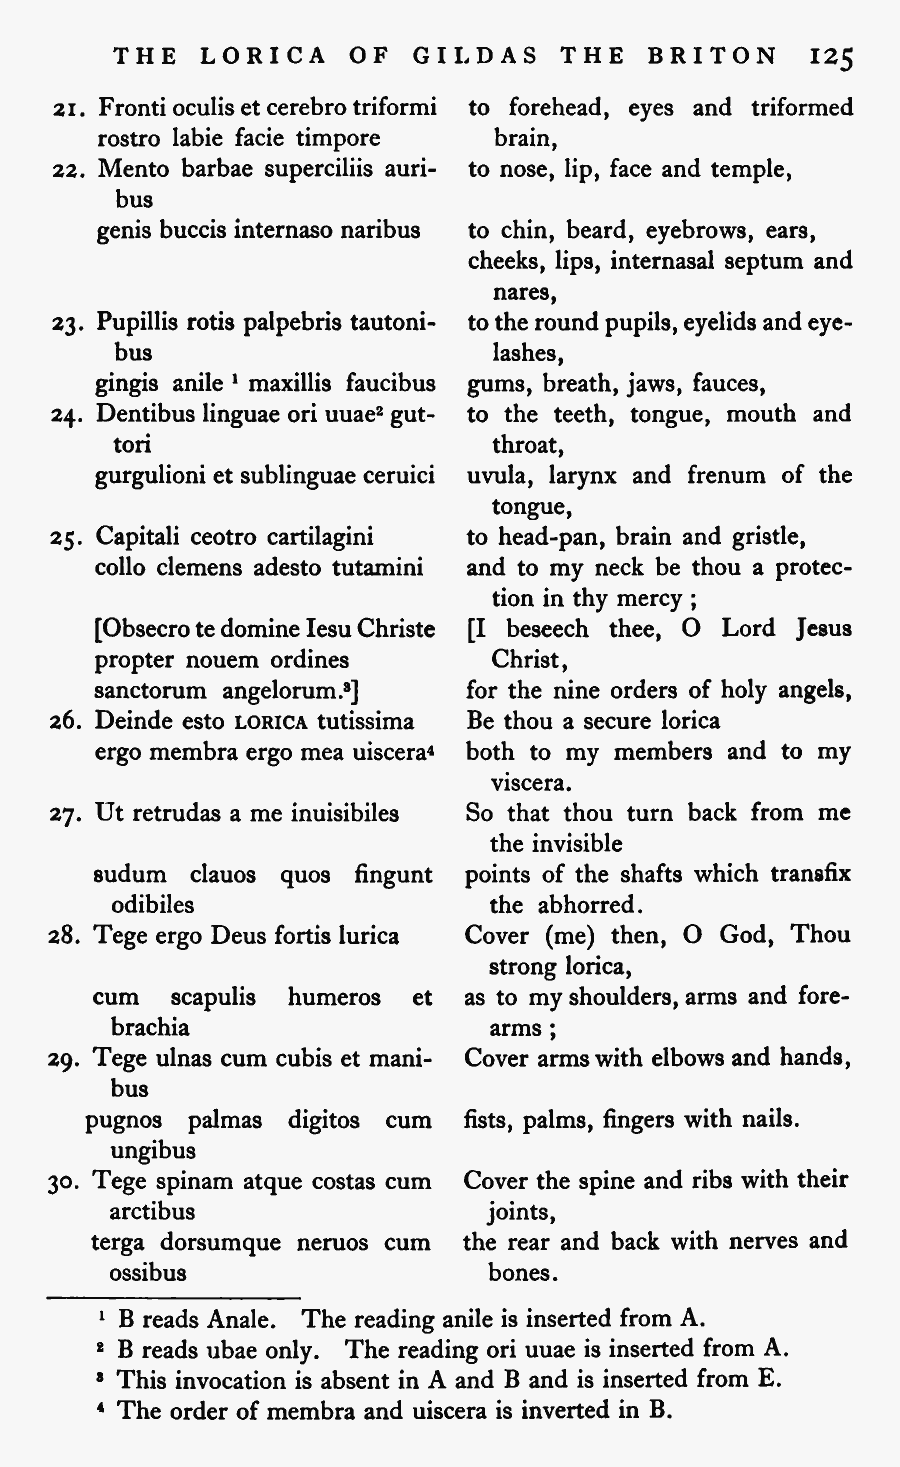 THE LORICA OF GILDAS THE BRITON 125
21. Fronti oculis et cerebro triformi
rostro labie facie timpore
22. Mento barbae superciliis auri-
bus
genis buccis internaso naribus
23. Pupillis rotis palpebris tautoni-
bus
gingis anile ¹ maxillis faucibus
24. Dentibus linguae ori uuae² gut-
tori
gurgulioni et sublinguae ceruici
25. Capitali ceotro cartilagini
collo clemens adesto tutamini
[Obsecro te domine Iesu Christe
propter nouem ordines
sanctorum angelorum.³]
26. Deinde esto LORICA tutissima
ergo membra ergo mea uiscera⁴
27. Ut retrudas a me inuisibiles
sudum clauos quos fingunt
odibiles
28. Tege ergo Deus fortis lurica
cum scapulis humeros et
brachia
29. Tege ulnas cum cubis et mani-
bus
pugnos palmas digitos cum
ungibus
30. Tege spinam atque costas cum
arctibus
terga dorsumque neruos cum
ossibus
to forehead, eyes and triformed
brain,
to nose, lip, face and temple,
to chin, beard, eyebrows, ears,
cheeks, lips, internasal septum and
nares,
to the round pupils, eyelids and eye-
lashes,
gums, breath, jaws, fauces,
to the teeth, tongue, mouth and
throat,
uvula, larynx and frenum of the
tongue,
to head-pan, brain and gristle,
and to my neck be thou a protec-
tion in thy mercy ;
[I beseech thee, O Lord Jesus
Christ,
for the nine orders of holy angels,
Be thou a secure lorica
both to my members and to my
viscera.
So that thou turn back from me
the invisible
points of the shafts which transfix
the abhorred.
Cover (me) then, O God, Thou
strong lorica,
as to my shoulders, arms and fore-
arms ;
Cover arms with elbows and hands,
fists, palms, fingers with nails.
Cover the spine and ribs with their
joints,
the rear and back with nerves and
bones.
¹ B reads Anale. The reading anile is inserted from A.
² B reads ubae only. The reading ori uuae is inserted from A.
³ This invocation is absent in A and B and is inserted from E.
⁴ The order of membra and uiscera is inverted in B.